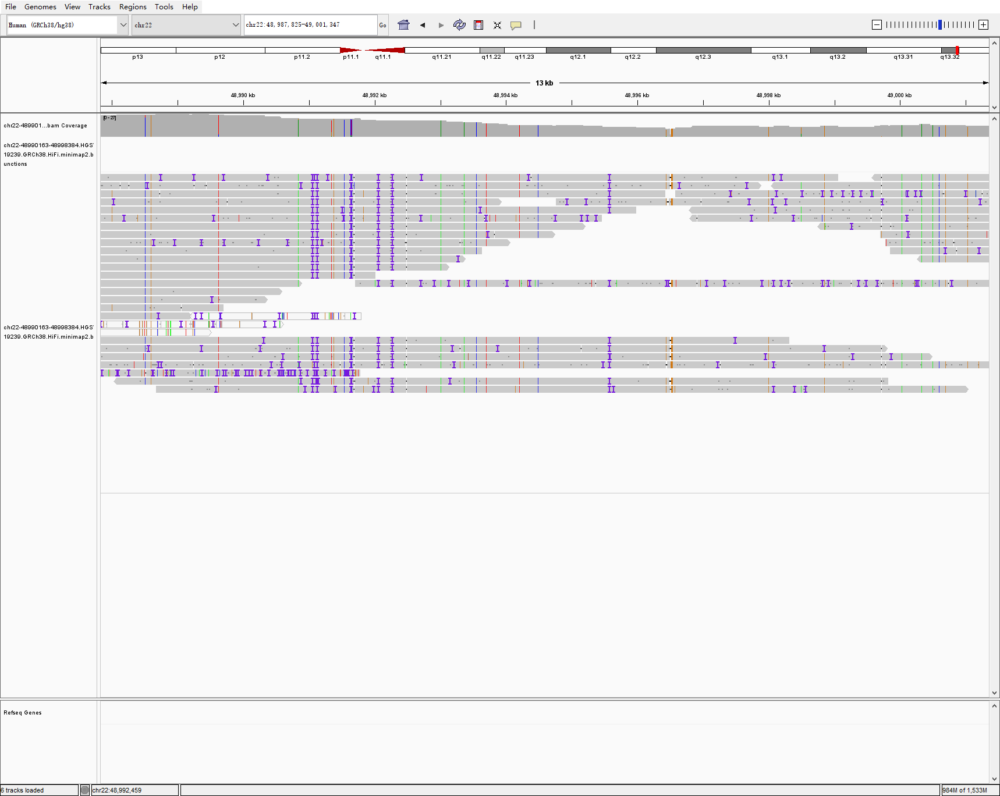 File Genomes View Tracks Regions Tools Help
Human (GRCh38/hg38) chr22 chr22:48,987,825-49,001,347 Go
p13 p12 p11.2 p11.1 q11.1 q11.21 q11.22 q11.23 q12.1 q12.2 q12.3 q13.1 q13.2 q13.31 q13.32
13 kb
48,990 kb 48,992 kb 48,994 kb 48,996 kb 48,998 kb 49,000 kb
[0 - 27]
chr22-489901...bam Coverage
chr22-48990163-48998384.HGS
19239.GRCh38.HiFi.minimap2.b
unctions
chr22-48990163-48998384.HGS
19239.GRCh38.HiFi.minimap2.b
Refseq Genes
6 tracks loaded chr22:48,992,459 984M of 1,533M